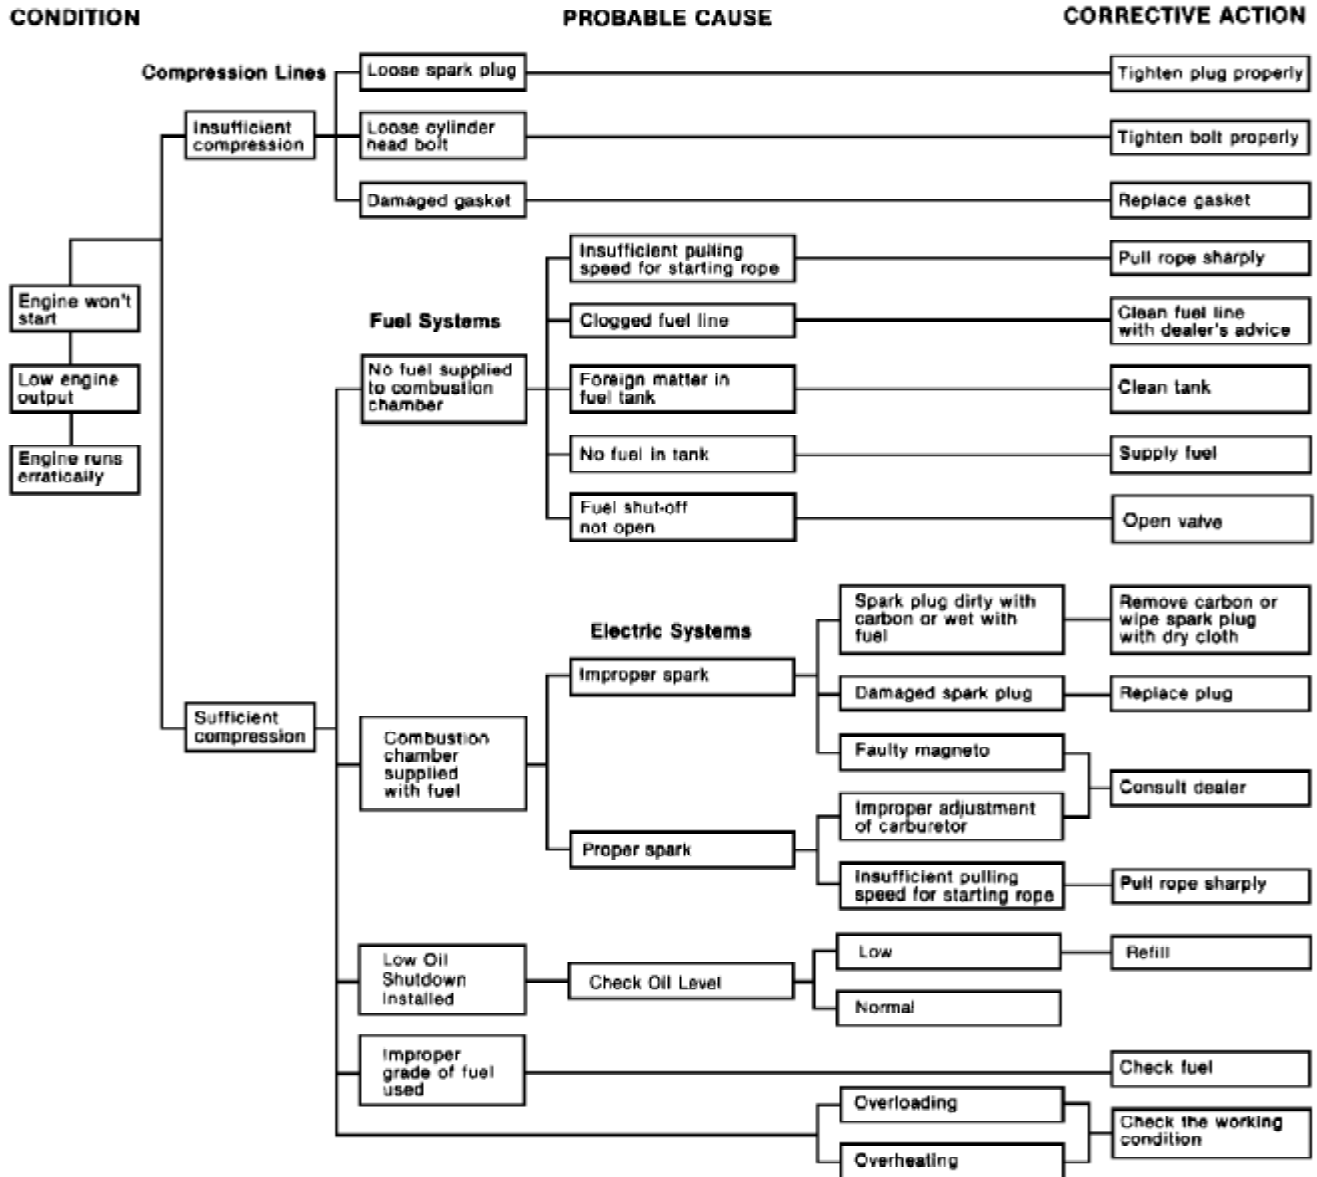 CONDITION
PROBABLE CAUSE
CORRECTIVE ACTION
Compression Lines
Loose spark plug
Tighten plug properly
Insufficient
compression
Loose cylinder
head bolt
Tighten bolt properly
Damaged gasket
Replace gasket
Engine won't
start
Low engine
output
Engine runs
erratically
Fuel Systems
No fuel supplied
to combustion
chamber
Insufficient pulling
speed for starting rope
Pull rope sharply
Clogged fuel line
Clean fuel line
with dealer's advice
Foreign matter in
fuel tank
Clean tank
No fuel in tank
Supply fuel
Fuel shut-off
not open
Open valve
Sufficient
compression
Combustion
chamber
supplied
with fuel
Electric Systems
Improper spark
Spark plug dirty with
carbon or wet with
fuel
Remove carbon or
wipe spark plug
with dry cloth
Damaged spark plug
Replace plug
Faulty magneto
Consult dealer
Proper spark
Improper adjustment
of carburetor
Insufficient pulling
speed for starting rope
Pull rope sharply
Low Oil
Shutdown
Installed
Check Oil Level
Low
Refill
Normal
Improper
grade of fuel
used
Check fuel
Overloading
Overheating
Check the working
condition